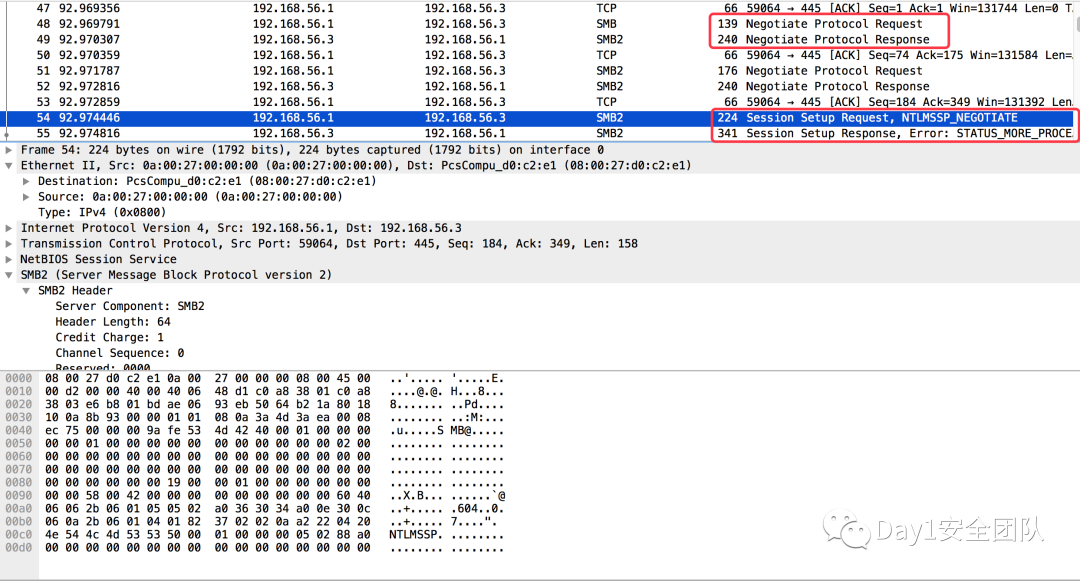 47 92.969356 192.168.56.1 192.168.56.3 TCP 66 59064 → 445 [ACK] Seq=1 Ack=1 Win=131744 Len=0 T
48 92.969791 192.168.56.1 192.168.56.3 SMB 139 Negotiate Protocol Request
49 92.970307 192.168.56.3 192.168.56.1 SMB2 240 Negotiate Protocol Response
50 92.970359 192.168.56.1 192.168.56.3 TCP 66 59064 → 445 [ACK] Seq=74 Ack=175 Win=131584 Len=
51 92.971787 192.168.56.1 192.168.56.3 SMB2 176 Negotiate Protocol Request
52 92.972816 192.168.56.3 192.168.56.1 SMB2 240 Negotiate Protocol Response
53 92.972859 192.168.56.1 192.168.56.3 TCP 66 59064 → 445 [ACK] Seq=184 Ack=349 Win=131392 Len
54 92.974446 192.168.56.1 192.168.56.3 SMB2 224 Session Setup Request, NTLMSSP_NEGOTIATE
55 92.974816 192.168.56.3 192.168.56.1 SMB2 341 Session Setup Response, Error: STATUS_MORE_PROCE
Frame 54: 224 bytes on wire (1792 bits), 224 bytes captured (1792 bits) on interface 0
Ethernet II, Src: 0a:00:27:00:00:00 (0a:00:27:00:00:00), Dst: PcsCompu_d0:c2:e1 (08:00:27:d0:c2:e1)
Destination: PcsCompu_d0:c2:e1 (08:00:27:d0:c2:e1)
Source: 0a:00:27:00:00:00 (0a:00:27:00:00:00)
Type: IPv4 (0x0800)
Internet Protocol Version 4, Src: 192.168.56.1, Dst: 192.168.56.3
Transmission Control Protocol, Src Port: 59064, Dst Port: 445, Seq: 184, Ack: 349, Len: 158
NetBIOS Session Service
SMB2 (Server Message Block Protocol version 2)
SMB2 Header
Server Component: SMB2
Header Length: 64
Credit Charge: 1
Channel Sequence: 0
Reserved: 0000
0000 08 00 27 d0 c2 e1 0a 00 27 00 00 00 08 00 45 00 ..'..... '.....E.
0010 00 d2 00 00 40 00 40 06 48 d1 c0 a8 38 01 c0 a8 ....@.@. H...8...
0020 38 03 e6 b8 01 bd ae 06 93 eb 50 64 b2 1a 80 18 8....... ..Pd....
0030 10 0a 8b 93 00 00 01 01 08 0a 3a 4d 3a ea 00 08 ........ ..:M:...
0040 ec 75 00 00 00 9a fe 53 4d 42 40 00 01 00 00 00 .u.....S MB@.....
0050 00 00 01 00 00 00 00 00 00 00 00 00 00 00 02 00 ........ ........
0060 00 00 00 00 00 00 00 00 00 00 00 00 00 00 00 00 ........ ........
0070 00 00 00 00 00 00 00 00 00 00 00 00 00 00 00 00 ........ ........
0080 00 00 00 00 00 00 19 00 00 01 00 00 00 00 00 00 ........ ........
0090 00 00 58 00 42 00 00 00 00 00 00 00 00 00 60 40 ..X.B... ......`@
00a0 06 06 2b 06 01 05 05 02 a0 36 30 34 a0 0e 30 0c ..+..... .604..0.
00b0 06 0a 2b 06 01 04 01 82 37 02 02 0a a2 22 04 20 ..+..... 7....".
00c0 4e 54 4c 4d 53 53 50 00 01 00 00 00 05 02 88 a0 NTLMSSP. ........
00d0 00 00 00 00 00 00 00 00 00 00 00 00 00 00 00 00 ........ ........
Day1安全团队